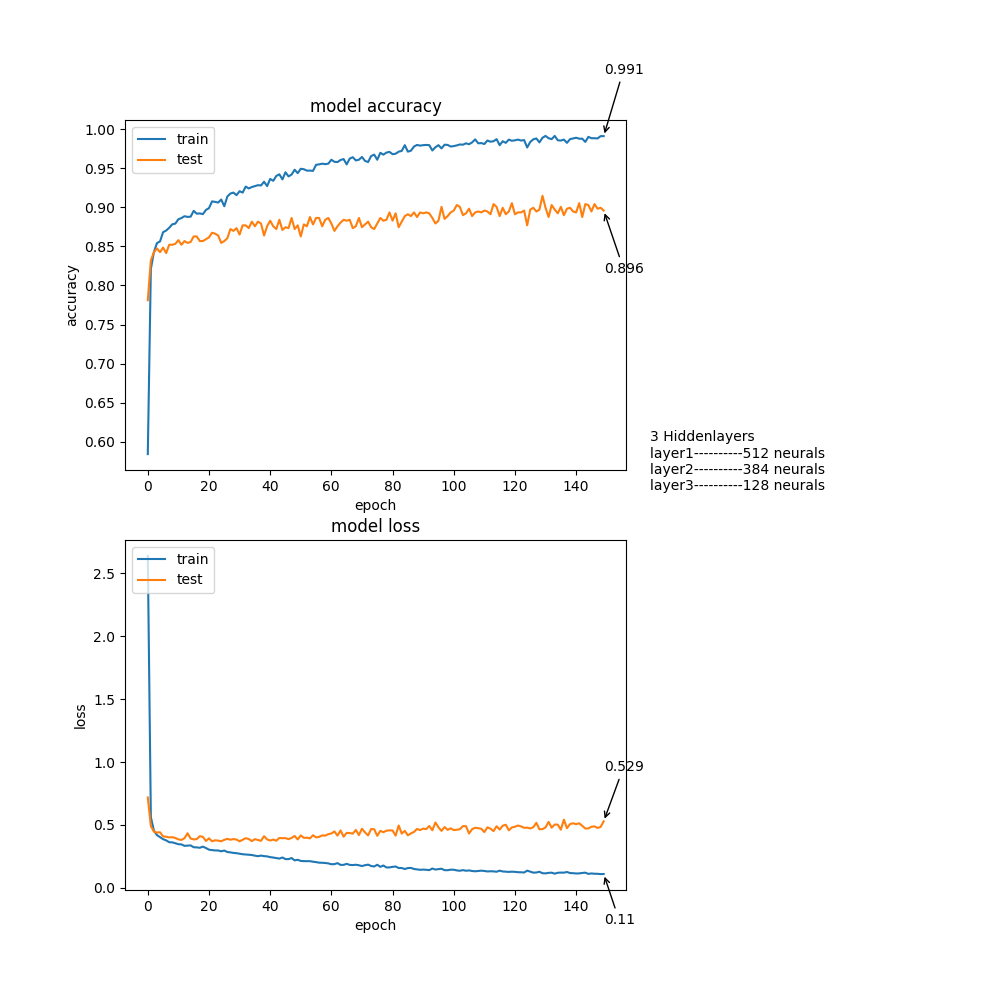 0.991
model accuracy
train
test
1.00
0.95
0.90
0.85
0.80
0.75
0.70
0.65
0.60
accuracy
0.896
0 20 40 60 80 100 120 140
epoch
3 Hiddenlayers
layer1----------512 neurals
layer2----------384 neurals
layer3----------128 neurals
model loss
train
test
2.5
2.0
1.5
1.0
0.5
0.0
loss
0.529
0 20 40 60 80 100 120 140
epoch
0.11